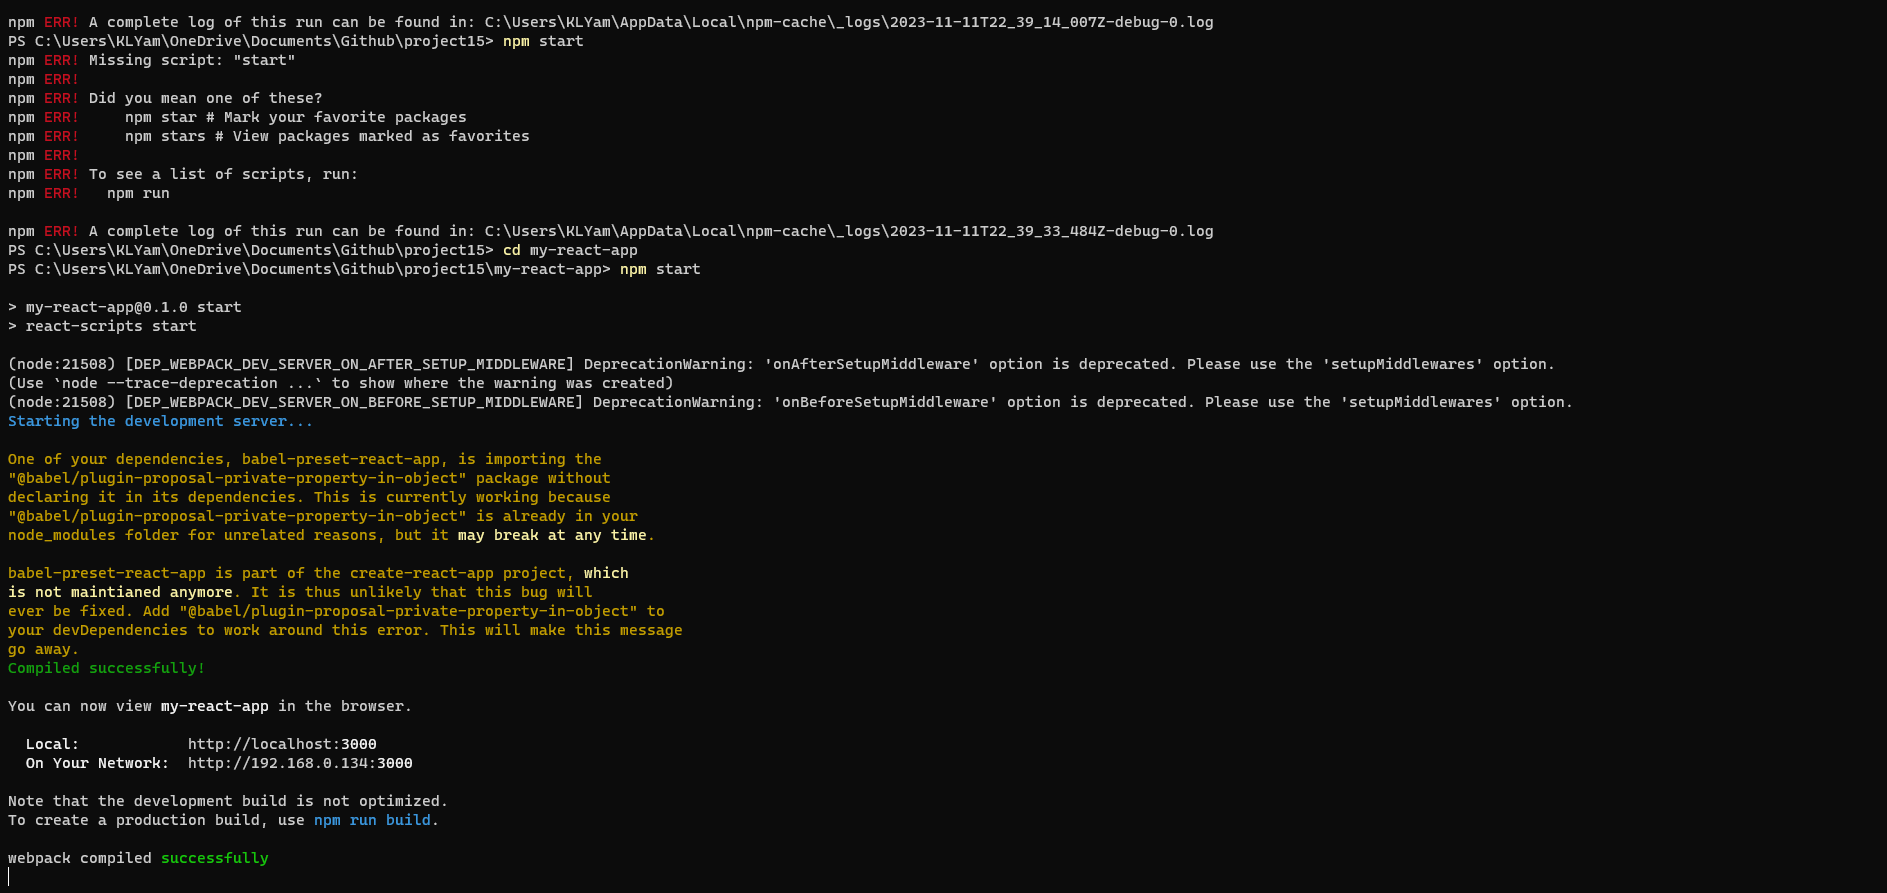 npm ERR! A complete log of this run can be found in: C:\Users\KLYam\AppData\Local\npm-cache\_logs\2023-11-11T22_39_14_007Z-debug-0.log
PS C:\Users\KLYam\OneDrive\Documents\Github\project15> npm start
npm ERR! Missing script: "start"
npm ERR!
npm ERR! Did you mean one of these?
npm ERR!     npm star # Mark your favorite packages
npm ERR!     npm stars # View packages marked as favorites
npm ERR!
npm ERR! To see a list of scripts, run:
npm ERR!   npm run
npm ERR! A complete log of this run can be found in: C:\Users\KLYam\AppData\Local\npm-cache\_logs\2023-11-11T22_39_33_484Z-debug-0.log
PS C:\Users\KLYam\OneDrive\Documents\Github\project15> cd my-react-app
PS C:\Users\KLYam\OneDrive\Documents\Github\project15\my-react-app> npm start
> my-react-app@0.1.0 start
> react-scripts start
(node:21508) [DEP_WEBPACK_DEV_SERVER_ON_AFTER_SETUP_MIDDLEWARE] DeprecationWarning: 'onAfterSetupMiddleware' option is deprecated. Please use the 'setupMiddlewares' option.
(Use `node --trace-deprecation ...` to show where the warning was created)
(node:21508) [DEP_WEBPACK_DEV_SERVER_ON_BEFORE_SETUP_MIDDLEWARE] DeprecationWarning: 'onBeforeSetupMiddleware' option is deprecated. Please use the 'setupMiddlewares' option.
Starting the development server...
One of your dependencies, babel-preset-react-app, is importing the
"@babel/plugin-proposal-private-property-in-object" package without
declaring it in its dependencies. This is currently working because
"@babel/plugin-proposal-private-property-in-object" is already in your
node_modules folder for unrelated reasons, but it may break at any time.
babel-preset-react-app is part of the create-react-app project, which
is not maintianed anymore. It is thus unlikely that this bug will
ever be fixed. Add "@babel/plugin-proposal-private-property-in-object" to
your devDependencies to work around this error. This will make this message
go away.
Compiled successfully!
You can now view my-react-app in the browser.
  Local:            http://localhost:3000
  On Your Network:  http://192.168.0.134:3000
Note that the development build is not optimized.
To create a production build, use npm run build.
webpack compiled successfully